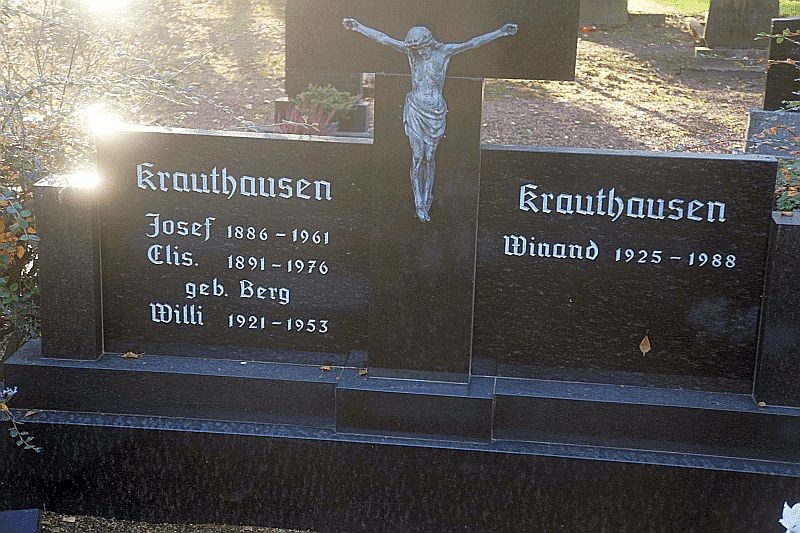 Krauthausen
Josef 1886 - 1961
Elis. 1891 - 1976
geb. Berg
Willi 1921 - 1953
Krauthausen
Winand 1925 - 1988